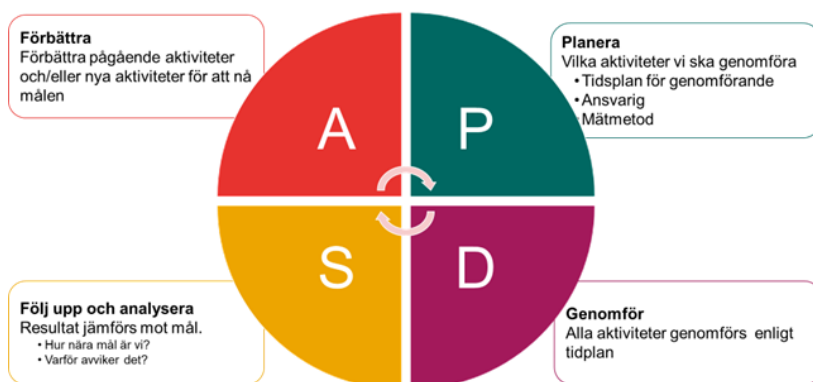 Förbättra
Förbättra pågående aktiviteter
och/eller nya aktiviteter för att nå
målen
A
P
Planera
Vilka aktiviteter vi ska genomföra
•Tidsplan för genomförande
•Ansvarig
•Mätmetod
S
D
Följ upp och analysera
Resultat jämförs mot mål.
• Hur nära mål är vi?
• Varför avviker det?
Genomför
Alla aktiviteter genomförs enligt
tidplan